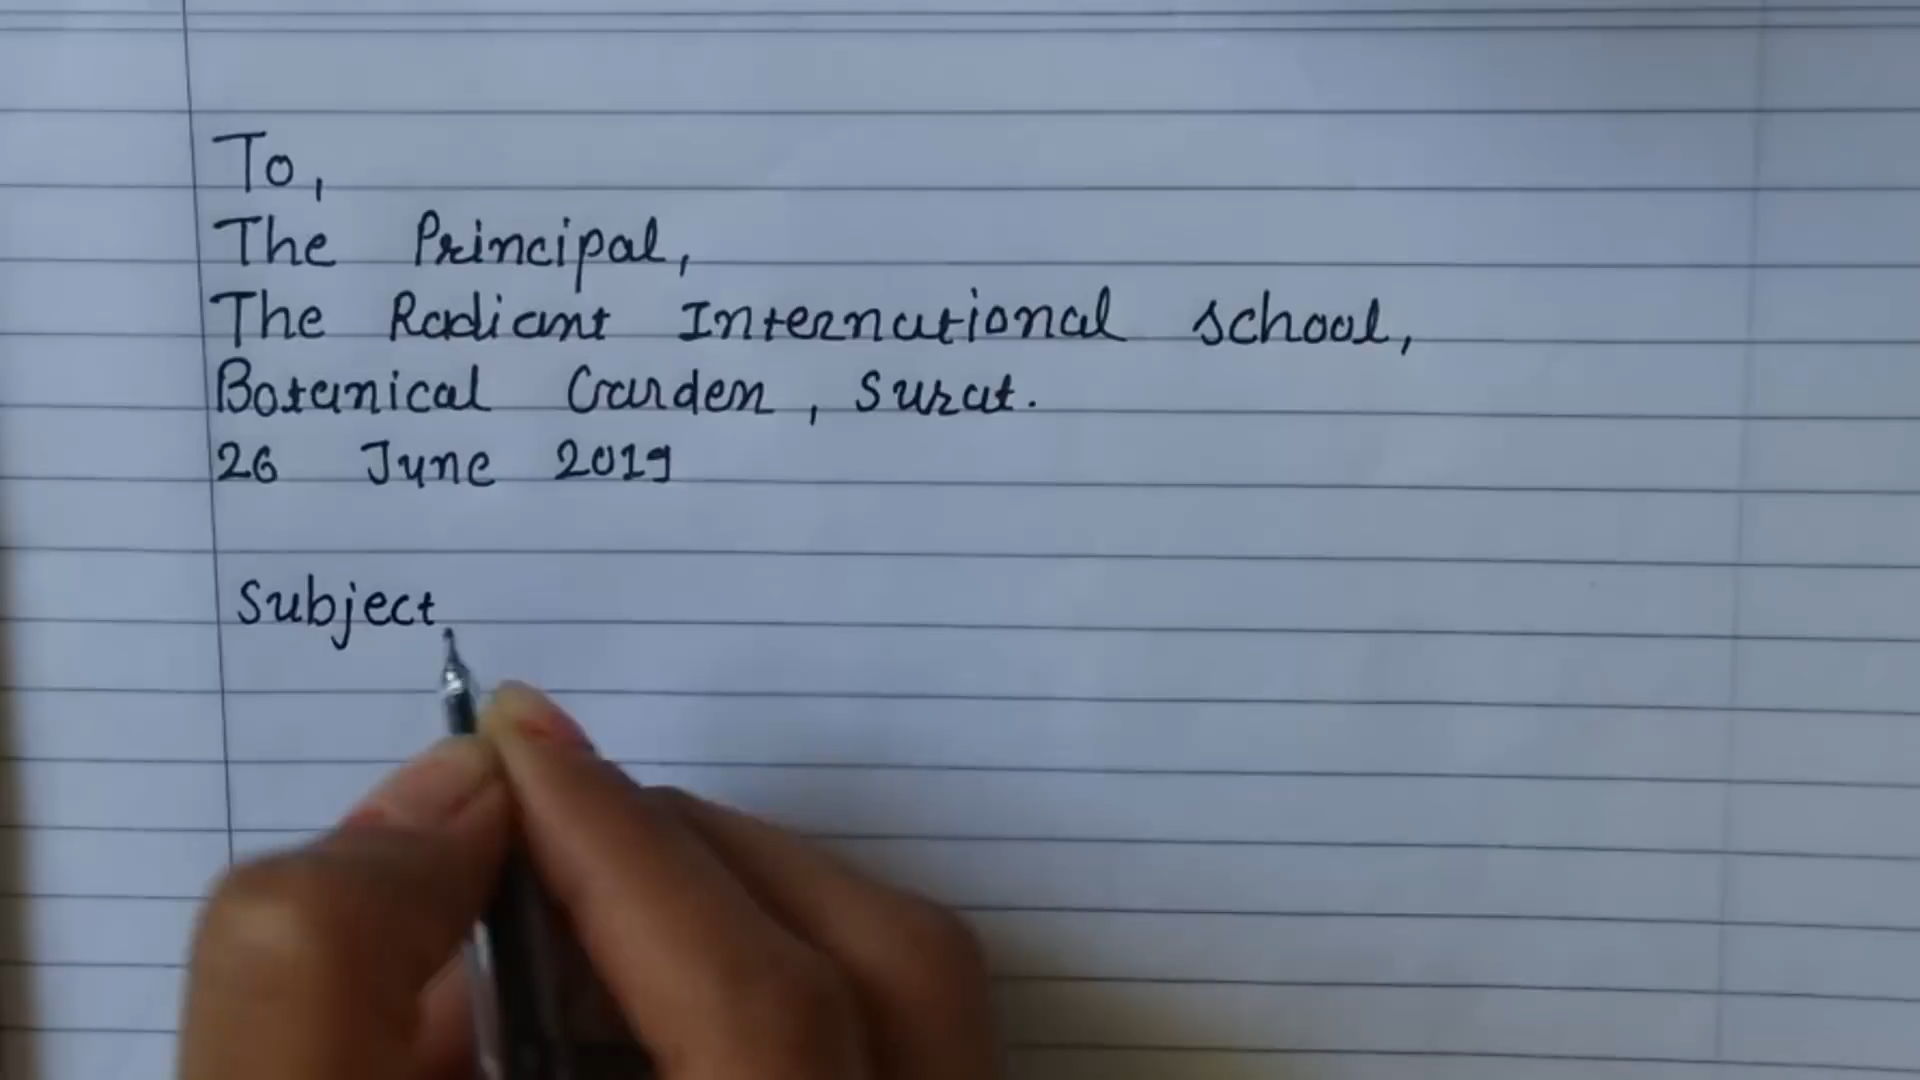 To,
The Principal,
The Radiant International school,
Botanical Garden, Surat.
26 June 2019
Subject